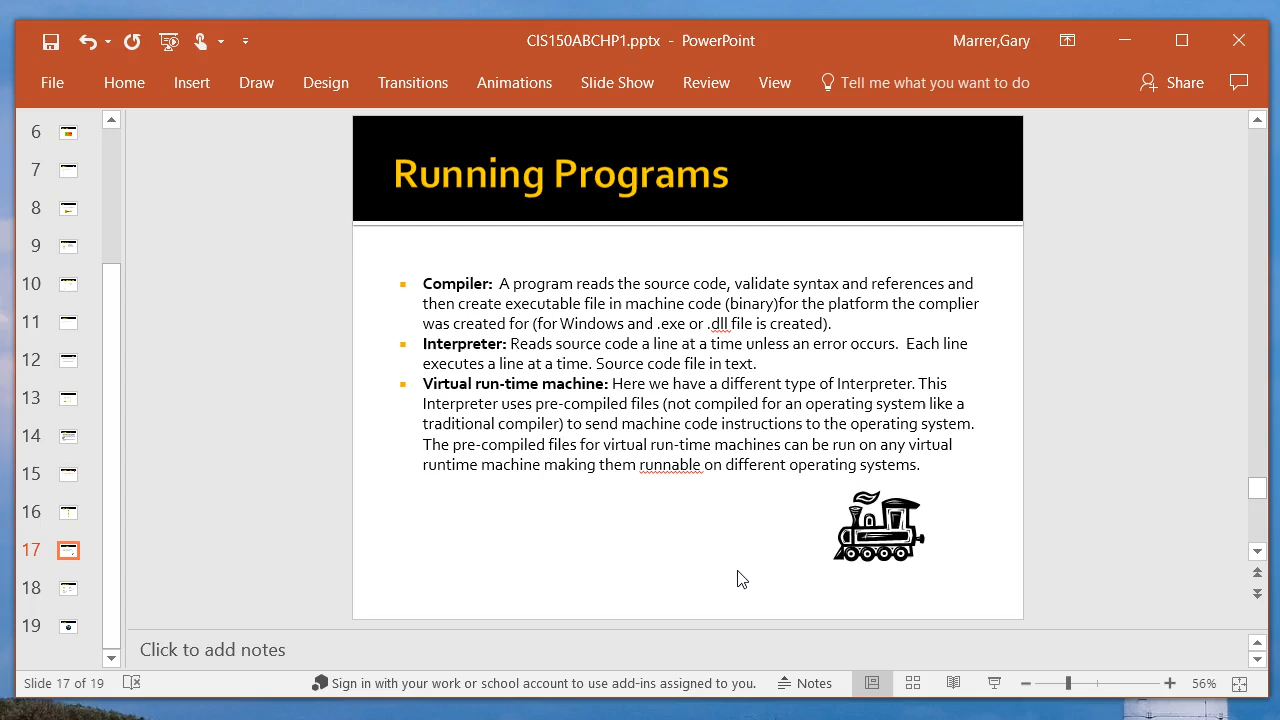 CIS150ABCHP1.pptx - PowerPoint
Marrer,Gary
File Home Insert Draw Design Transitions Animations Slide Show Review View Tell me what you want to do Share
6
7
8
9
10
11
12
13
14
15
16
17
18
19
Running Programs
Compiler: A program reads the source code, validate syntax and references and
then create executable file in machine code (binary)for the platform the complier
was created for (for Windows and .exe or .dll file is created).
Interpreter: Reads source code a line at a time unless an error occurs. Each line
executes a line at a time. Source code file in text.
Virtual run-time machine: Here we have a different type of Interpreter. This
Interpreter uses pre-compiled files (not compiled for an operating system like a
traditional compiler) to send machine code instructions to the operating system.
The pre-compiled files for virtual run-time machines can be run on any virtual
runtime machine making them runnable on different operating systems.
Click to add notes
Slide 17 of 19 Sign in with your work or school account to use add-ins assigned to you. Notes 56%